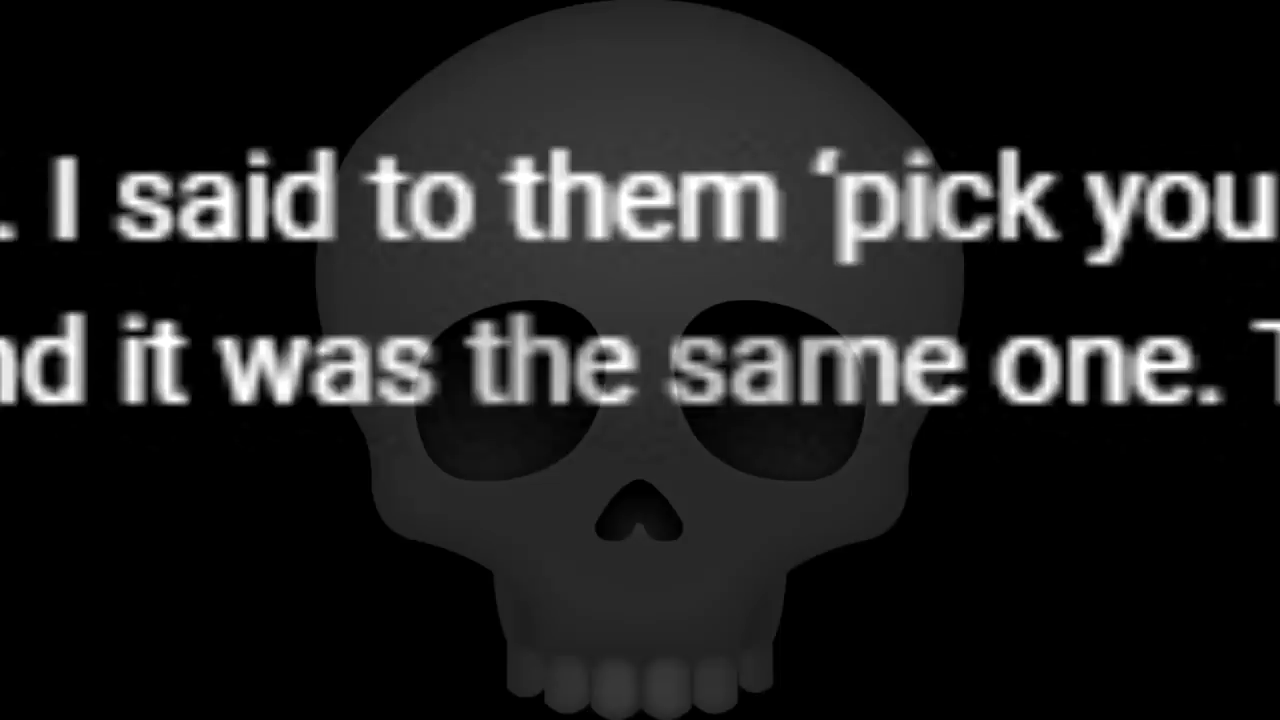 . I said to them ‘pick you
nd it was the same one. T